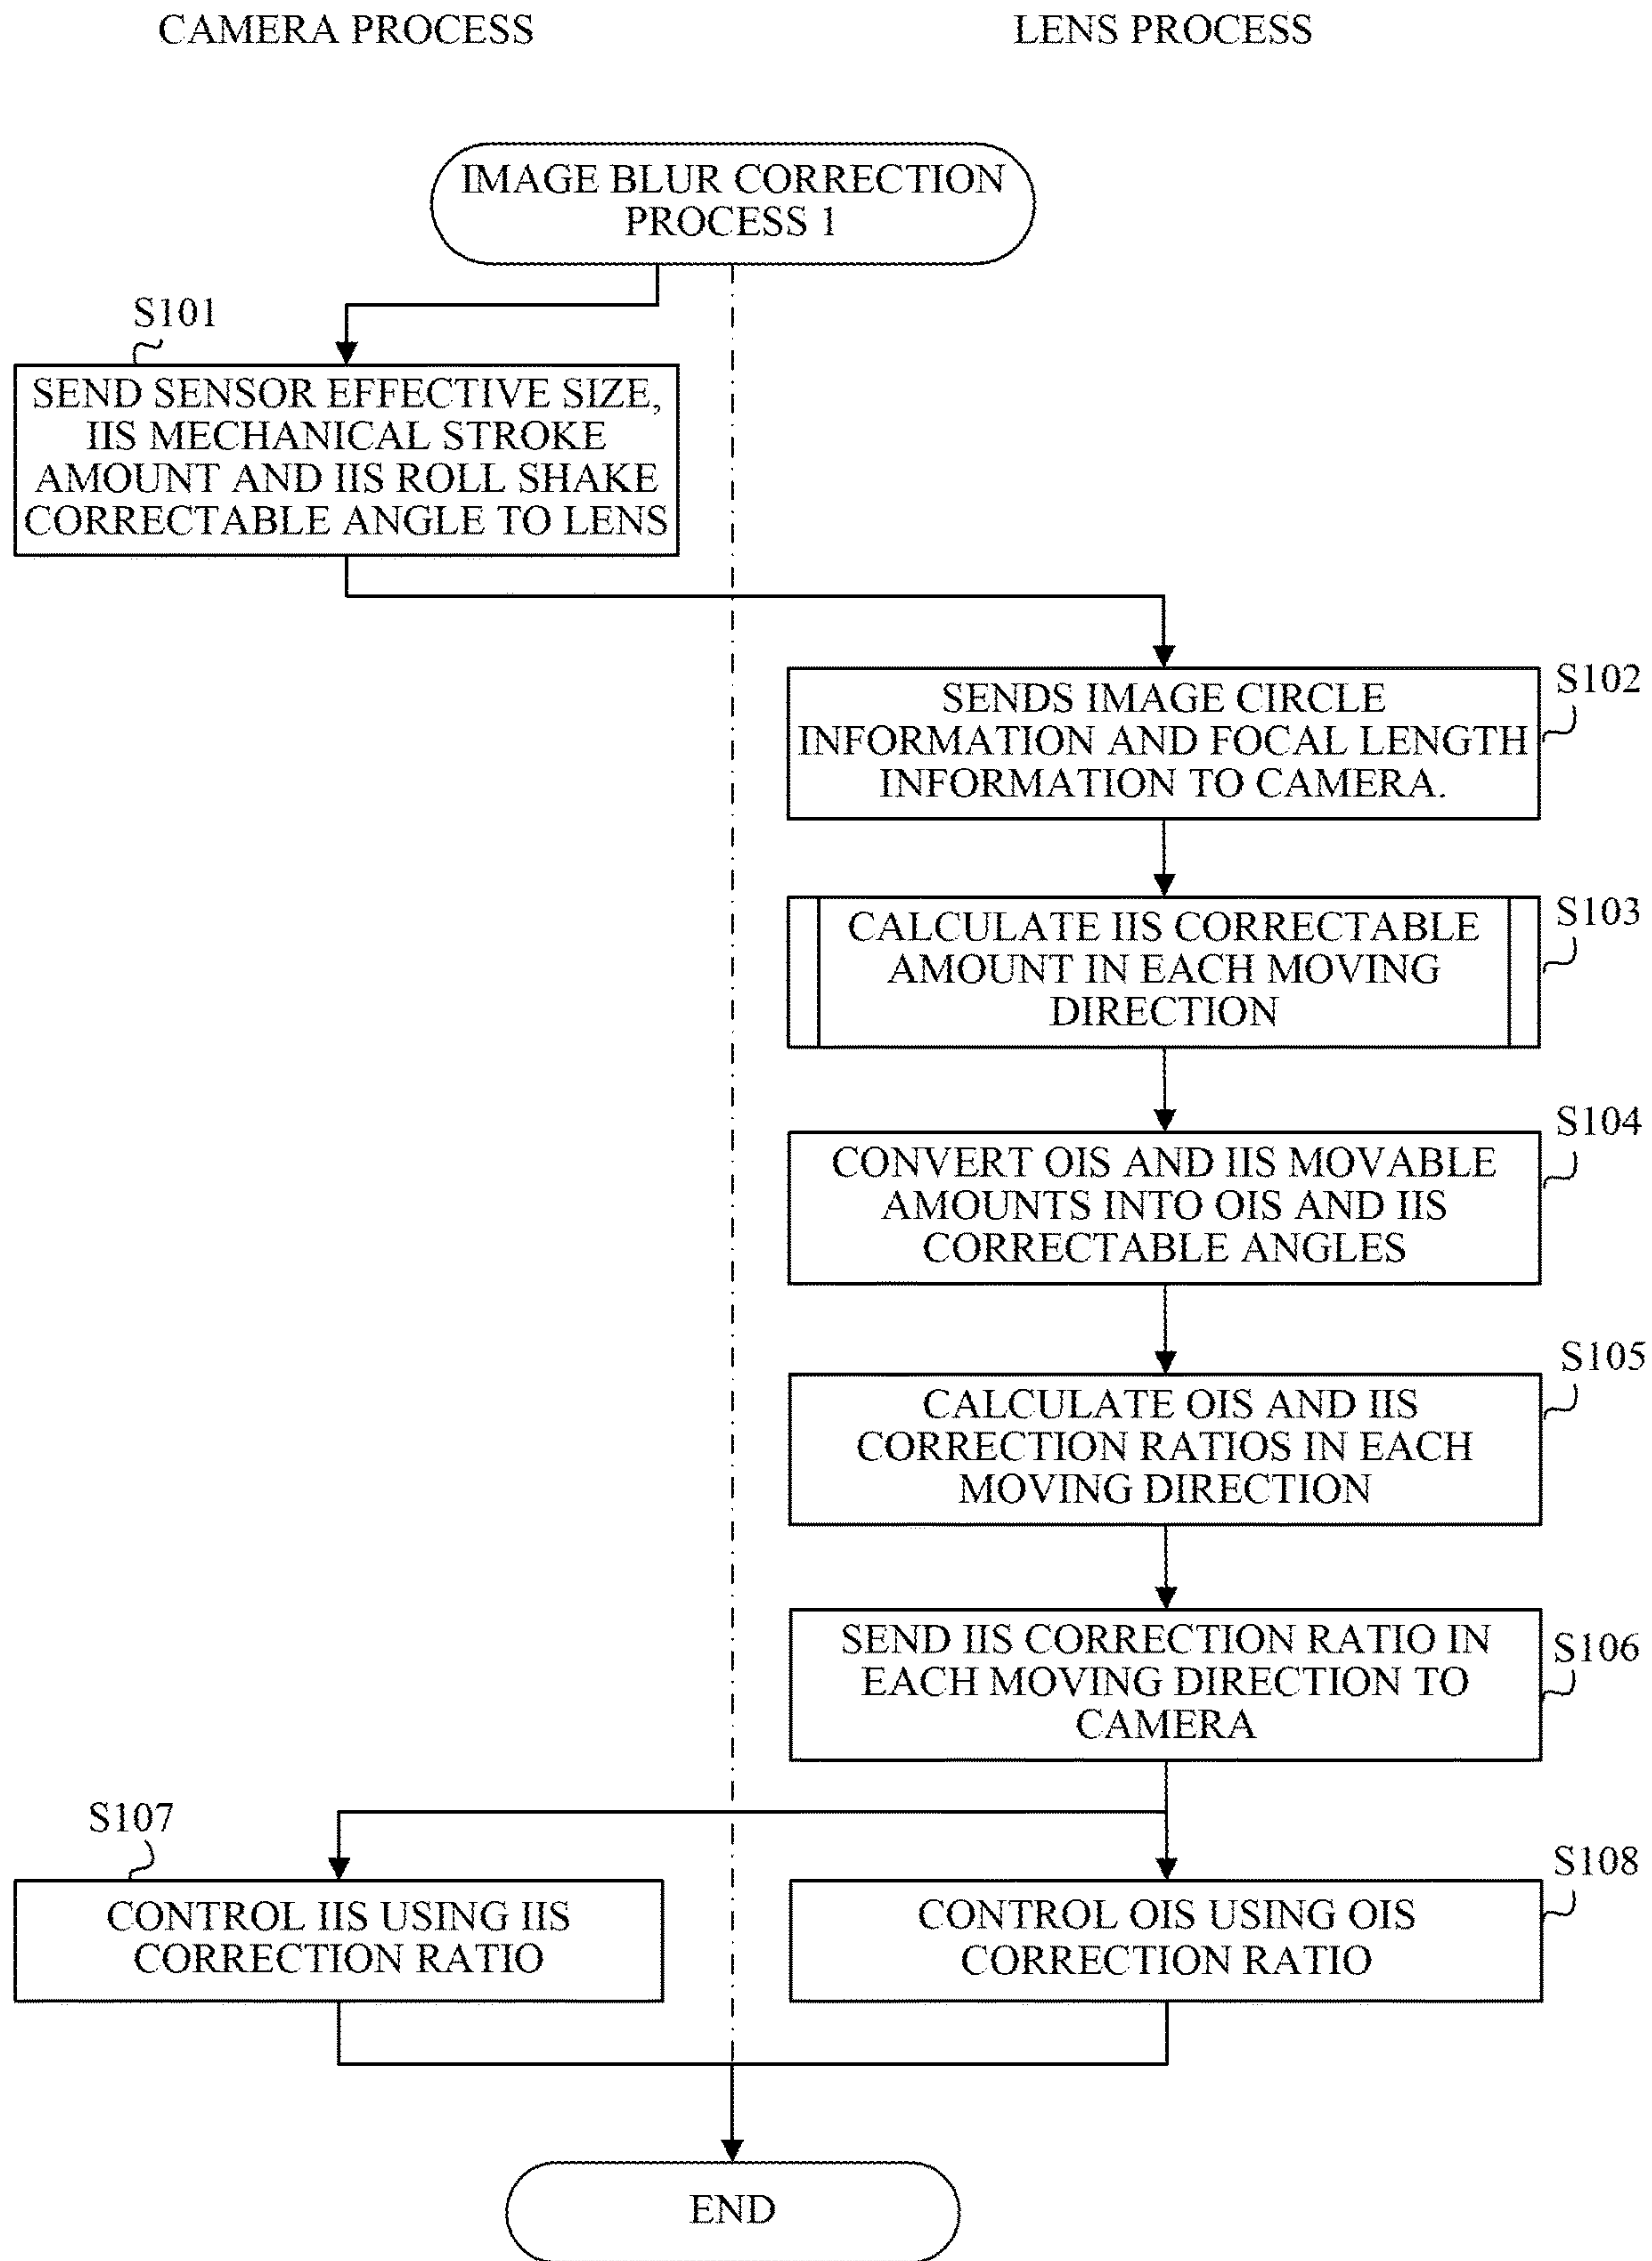 CAMERA PROCESS
LENS PROCESS
IMAGE BLUR CORRECTION
PROCESS 1
S101
SEND SENSOR EFFECTIVE SIZE,
IIS MECHANICAL STROKE
AMOUNT AND IIS ROLL SHAKE
CORRECTABLE ANGLE TO LENS
S102
SENDS IMAGE CIRCLE
INFORMATION AND FOCAL LENGTH
INFORMATION TO CAMERA.
S103
CALCULATE IIS CORRECTABLE
AMOUNT IN EACH MOVING
DIRECTION
S104
CONVERT OIS AND IIS MOVABLE
AMOUNTS INTO OIS AND IIS
CORRECTABLE ANGLES
S105
CALCULATE OIS AND IIS
CORRECTION RATIOS IN EACH
MOVING DIRECTION
S106
SEND IIS CORRECTION RATIO IN
EACH MOVING DIRECTION TO
CAMERA
S107
CONTROL IIS USING IIS
CORRECTION RATIO
S108
CONTROL OIS USING OIS
CORRECTION RATIO
END